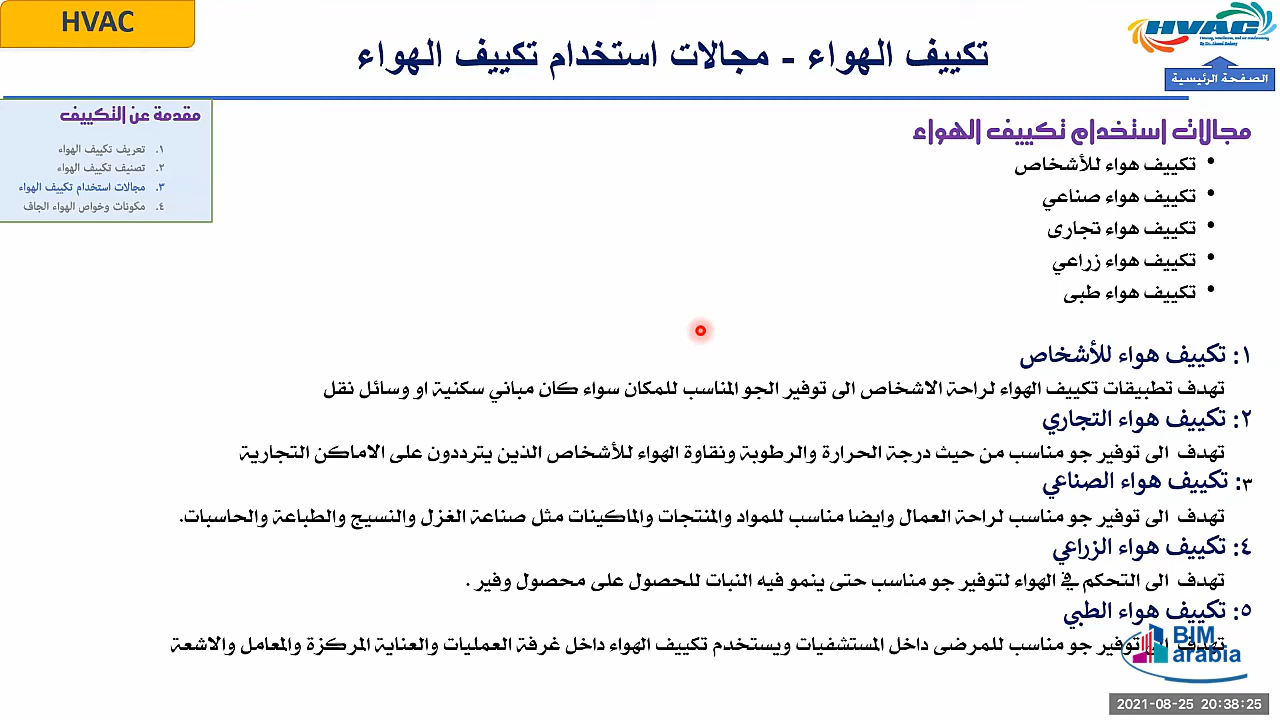 HVAC
تكييف الهواء - مجالات استخدام تكييف الهواء
HVAC
الصفحة الرئيسية
مقدمة عن التكييف
١. تعريف تكييف الهواء
٢. تصنيف تكييف الهواء
٣. مجالات استخدام تكييف الهواء
٤. مكونات وخواص الهواء الجاف
مجالات استخدام تكييف الهواء
• تكييف هواء للأشخاص
• تكييف هواء صناعي
• تكييف هواء تجارى
• تكييف هواء زراعي
• تكييف هواء طبى
١: تكييف هواء للأشخاص
تهدف تطبيقات تكييف الهواء لراحة الاشخاص الى توفير الجو المناسب للمكان سواء كان مباني سكنية او وسائل نقل
٢: تكييف هواء التجاري
تهدف الى توفير جو مناسب من حيث درجة الحرارة والرطوبة ونقاوة الهواء للأشخاص الذين يترددون على الاماكن التجارية
٣: تكييف هواء الصناعي
تهدف الى توفير جو مناسب لراحة العمال وايضا مناسب للمواد والمنتجات والماكينات مثل صناعة الغزل والنسيج والطباعة والحاسبات.
٤: تكييف هواء الزراعي
تهدف الى التحكم في الهواء لتوفير جو مناسب حتى ينمو فيه النبات للحصول على محصول وفير .
٥: تكييف هواء الطبي
تهدف الى توفير جو مناسب للمرضى داخل المستشفيات ويستخدم تكييف الهواء داخل غرفة العمليات والعناية المركزة والمعامل والاشعة
BIM
arabia
2021-08-25 20:38:25